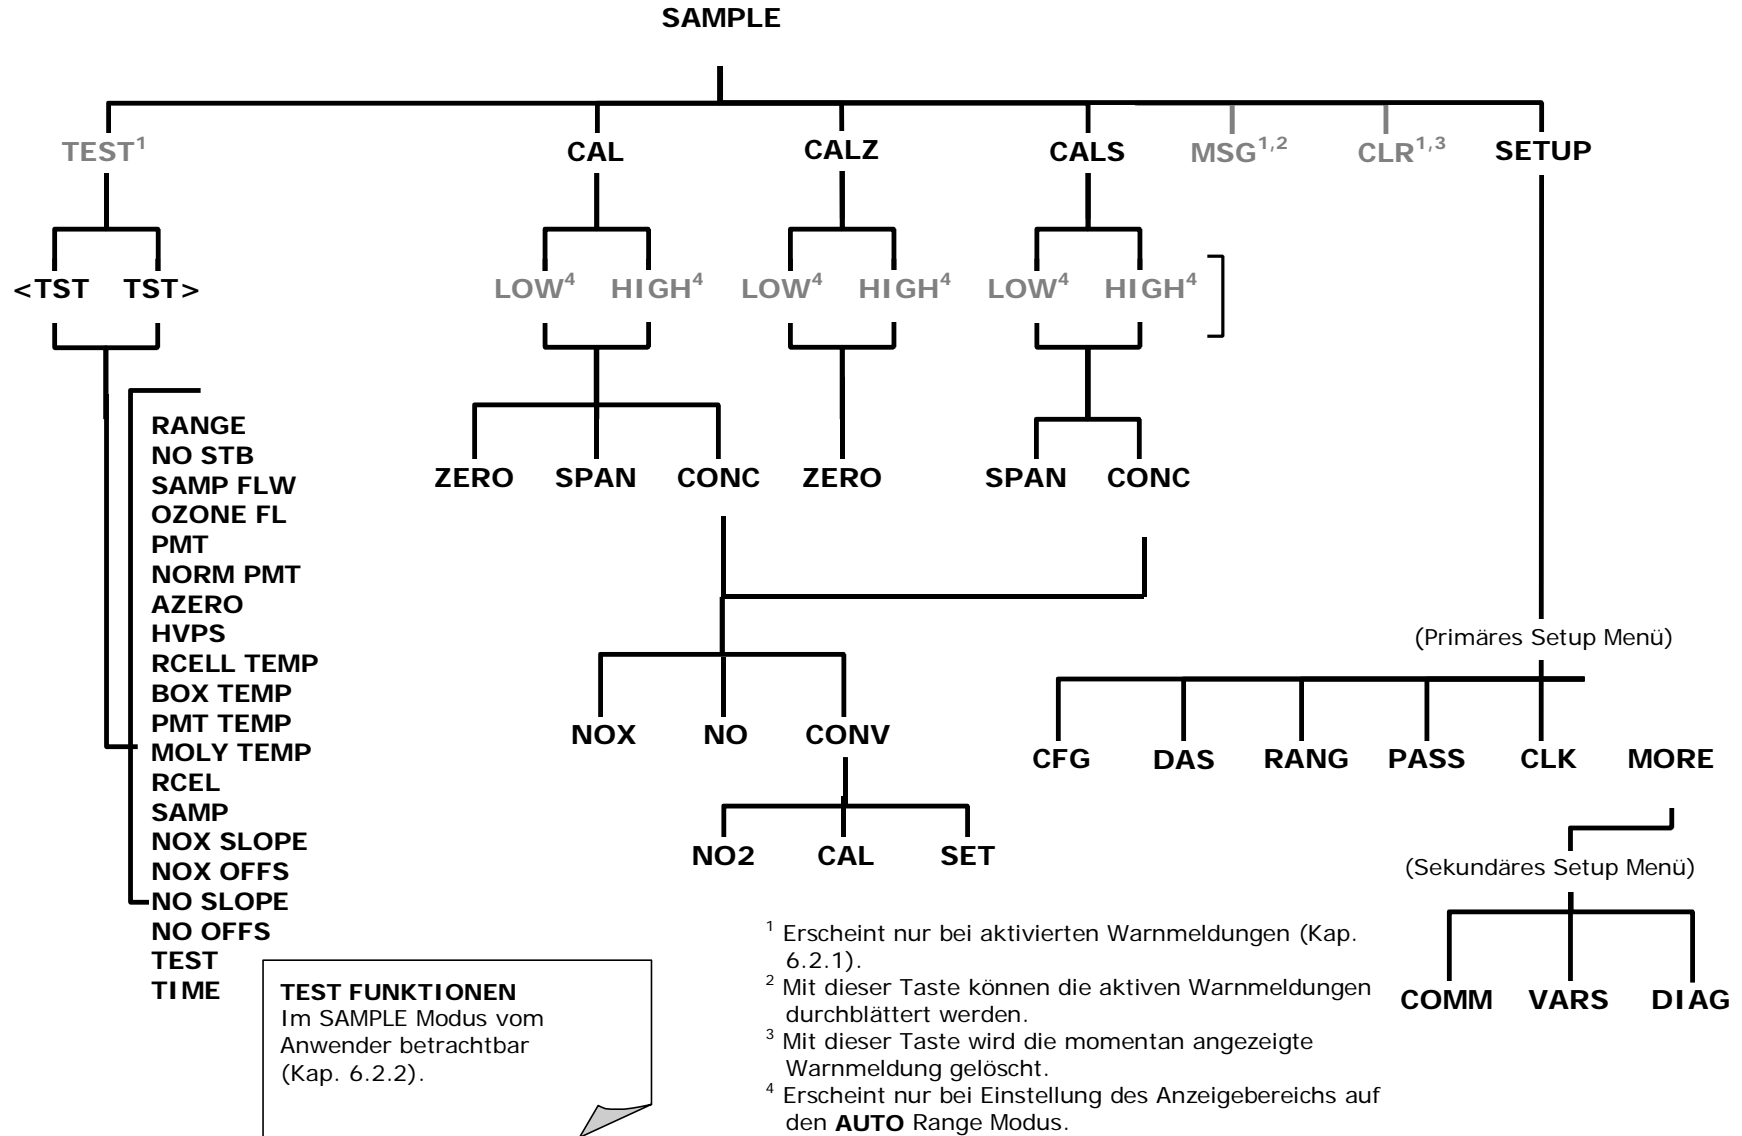 SAMPLE
TEST1 CAL CALZ CALS MSG1,2 CLR1,3 SETUP
<TST TST> LOW4 HIGH4 LOW4 HIGH4 LOW4 HIGH4
ZERO SPAN CONC ZERO SPAN CONC
RANGE
NO STB
SAMP FLW
OZONE FL
PMT
NORM PMT
AZERO
HVPS
RCELL TEMP
BOX TEMP
PMT TEMP
MOLY TEMP
RCEL
SAMP
NOX SLOPE
NOX OFFS
NO SLOPE
NO OFFS
TEST
TIME
NOX NO CONV
NO2 CAL SET
(Primäres Setup Menü)
CFG DAS RANG PASS CLK MORE
(Sekundäres Setup Menü)
COMM VARS DIAG
TEST FUNKTIONEN
Im SAMPLE Modus vom
Anwender betrachtbar
(Kap. 6.2.2).
1 Erscheint nur bei aktivierten Warnmeldungen (Kap.
6.2.1).
2 Mit dieser Taste können die aktiven Warnmeldungen
durchblättert werden.
3 Mit dieser Taste wird die momentan angezeigte
Warnmeldung gelöscht.
4 Erscheint nur bei Einstellung des Anzeigebereichs auf
den AUTO Range Modus.